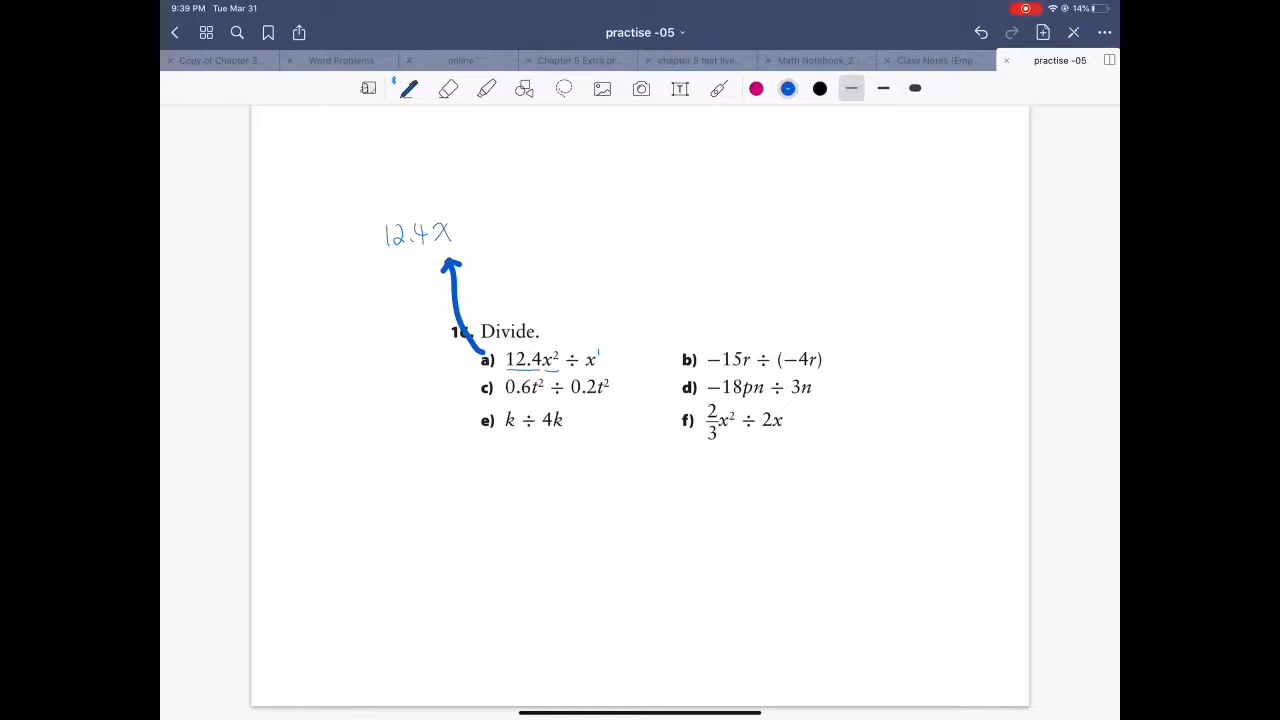 9:39 PM Tue Mar 31
14%
practise -05
Copy of Chapter 3...
Word Problems
online
Chapter 5 Extra pr...
chapter 5 test live...
Math Notebook_2...
Class Notes (Emp...
practise -05
12.4x
16. Divide.
a) 12.4x² ÷ x¹
b) −15r ÷ (−4r)
c) 0.6t² ÷ 0.2t²
d) −18pn ÷ 3n
e) k ÷ 4k
f) 2/3x² ÷ 2x